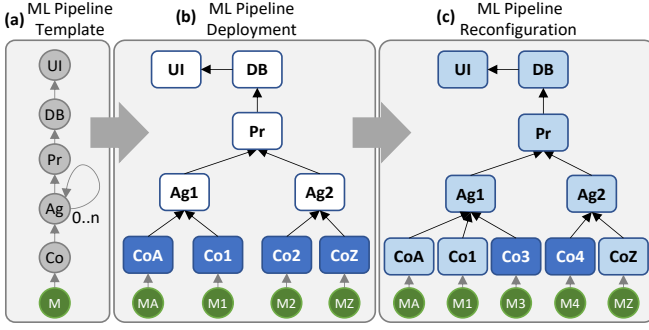 (a)
ML Pipeline
Template
UI
DB
Pr
Ag
0..n
Co
M
(b)
ML Pipeline
Deployment
UI
DB
Pr
Ag1
Ag2
CoA
Co1
Co2
CoZ
MA
M1
M2
MZ
(c)
ML Pipeline
Reconfiguration
UI
DB
Pr
Ag1
Ag2
CoA
Co1
Co3
Co4
CoZ
MA
M1
M3
M4
MZ